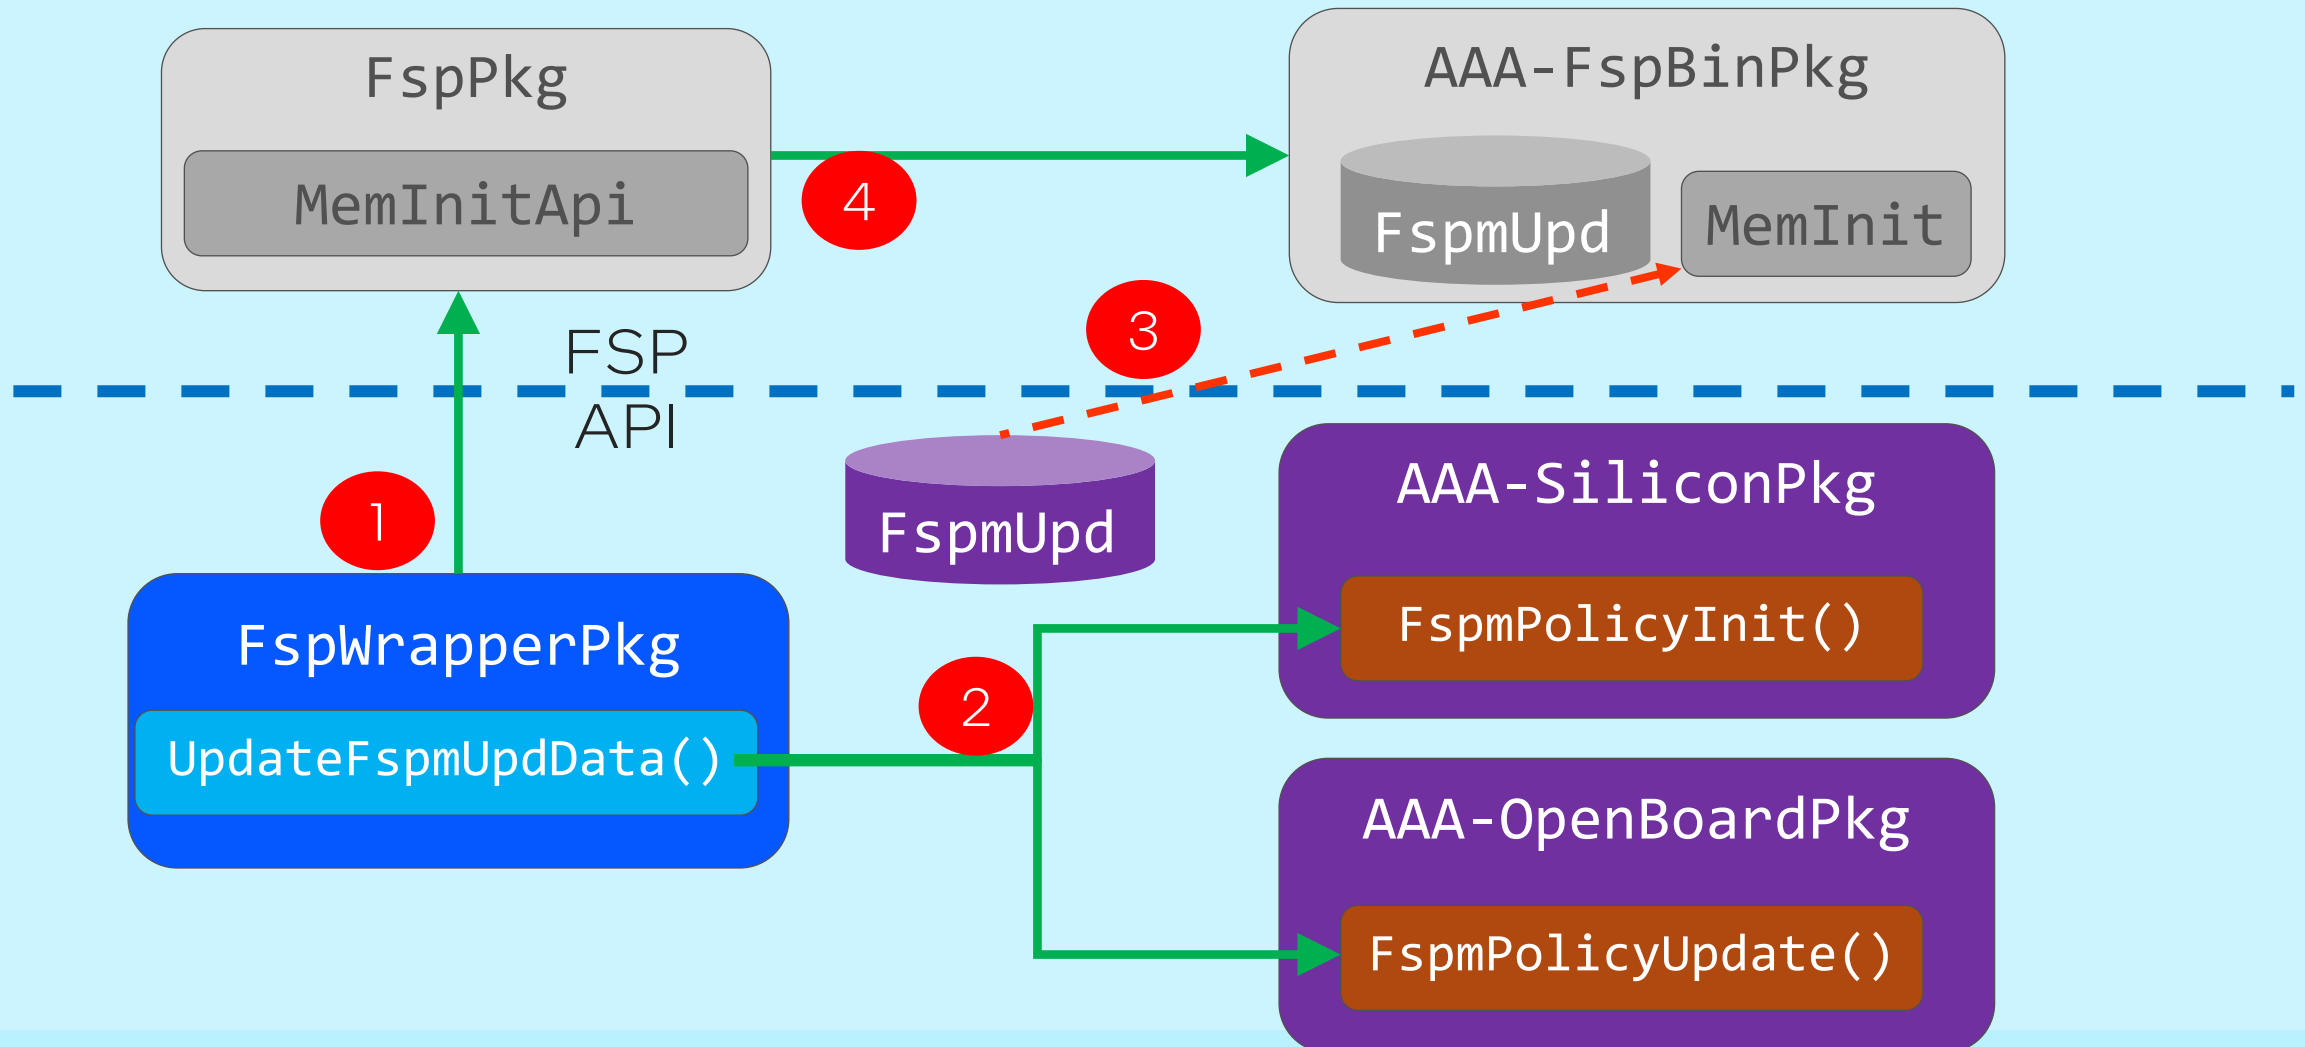 FspPkg
MemInitApi
AAA-FspBinPkg
FspmUpd
MemInit
4
3
FSP
API
1
FspmUpd
FspWrapperPkg
UpdateFspmUpdData()
2
AAA-SiliconPkg
FspmPolicyInit()
AAA-OpenBoardPkg
FspmPolicyUpdate()